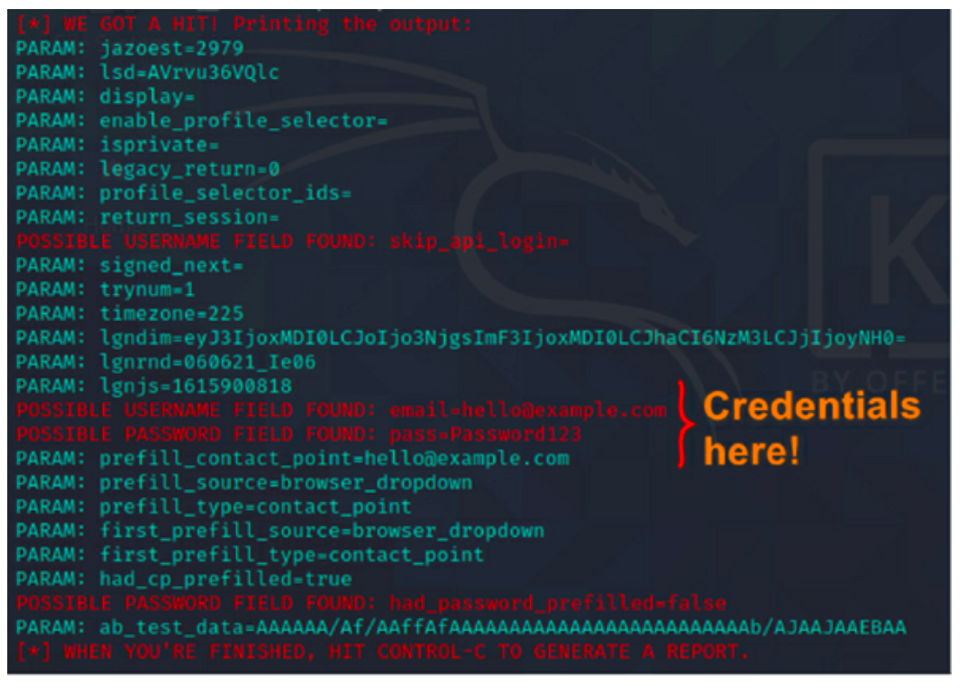 [*] WE GOT A HIT! Printing the output:
PARAM: jazoest=2979
PARAM: lsd=AVrvu36VQlc
PARAM: display=
PARAM: enable_profile_selector=
PARAM: isprivate=
PARAM: legacy_return=0
PARAM: profile_selector_ids=
PARAM: return_session=
POSSIBLE USERNAME FIELD FOUND: skip_api_login=
PARAM: signed_next=
PARAM: trynum=1
PARAM: timezone=225
PARAM: lgndim=eyJ3IjoxMDI0LCJoIjo3NjgsImF3IjoxMDI0LCJhaCI6NzM3LCJjIjoyNH0=
PARAM: lgnrnd=060621_Ie06
PARAM: lgnjs=1615900818
POSSIBLE USERNAME FIELD FOUND: email=hello@example.com
POSSIBLE PASSWORD FIELD FOUND: pass=Password123
Credentials
here!
PARAM: prefill_contact_point=hello@example.com
PARAM: prefill_source=browser_dropdown
PARAM: prefill_type=contact_point
PARAM: first_prefill_source=browser_dropdown
PARAM: first_prefill_type=contact_point
PARAM: had_cp_prefilled=true
POSSIBLE PASSWORD FIELD FOUND: had_password_prefilled=false
PARAM: ab_test_data=AAAAAA/Af/AAffAfAAAAAAAAAAAAAAAAAAAAAAAAAb/AJAAJAAEBAA
[*] WHEN YOU'RE FINISHED, HIT CONTROL-C TO GENERATE A REPORT.
K
BY OFFE